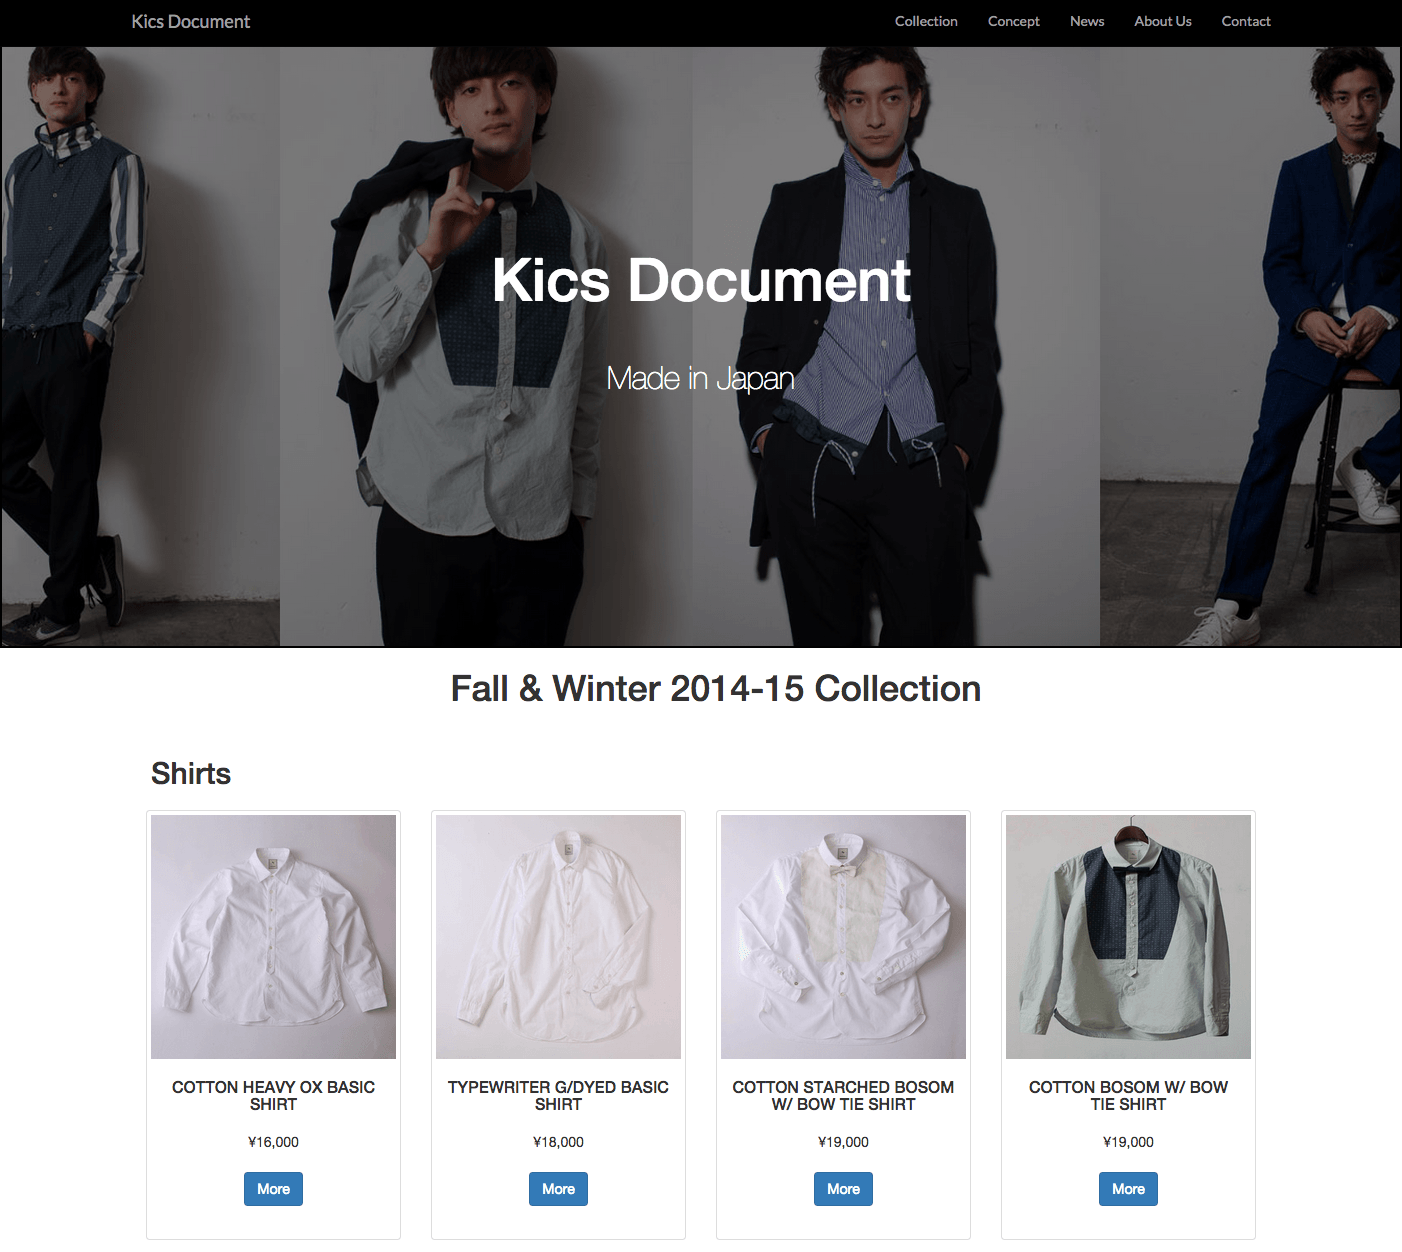 Kics Document
Collection Concept News About Us Contact
Kics Document
Made in Japan
Fall & Winter 2014-15 Collection
Shirts
COTTON HEAVY OX BASIC
SHIRT
¥16,000
More
TYPEWRITER G/DYED BASIC
SHIRT
¥18,000
More
COTTON STARCHED BOSOM
W/ BOW TIE SHIRT
¥19,000
More
COTTON BOSOM W/ BOW
TIE SHIRT
¥19,000
More